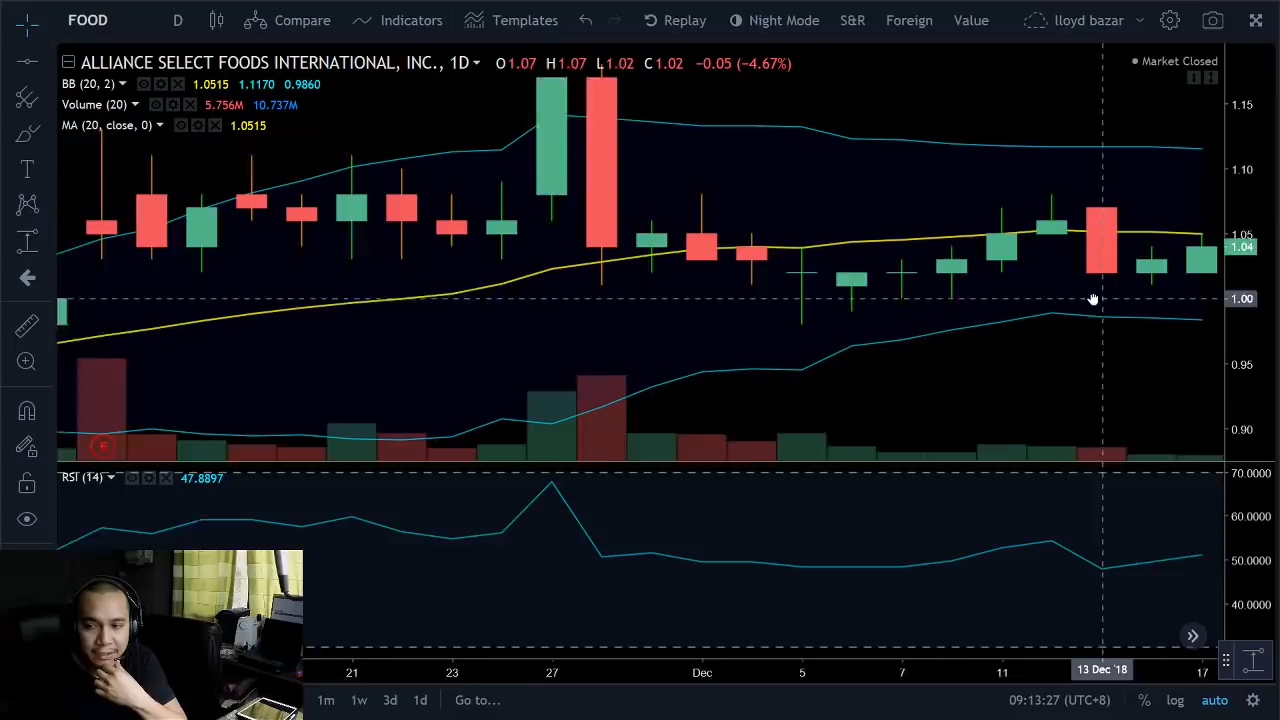 FOOD D Compare Indicators Templates Replay Night Mode S&R Foreign Value lloyd bazar
ALLIANCE SELECT FOODS INTERNATIONAL, INC., 1D O1.07 H1.07 L1.02 C1.02 −0.05 (−4.67%)
Market Closed
BB (20, 2) 1.0515 1.1170 0.9860
Volume (20) 5.756M 10.737M
MA (20, close, 0) 1.0515
1.15
1.10
1.05
1.04
1.00
0.95
0.90
E
RSI (14) 47.8897
70.0000
60.0000
50.0000
40.0000
21 23 27 Dec 5 7 11 13 Dec '18 17
1m 1w 3d 1d Go to... 09:13:27 (UTC+8) % log auto